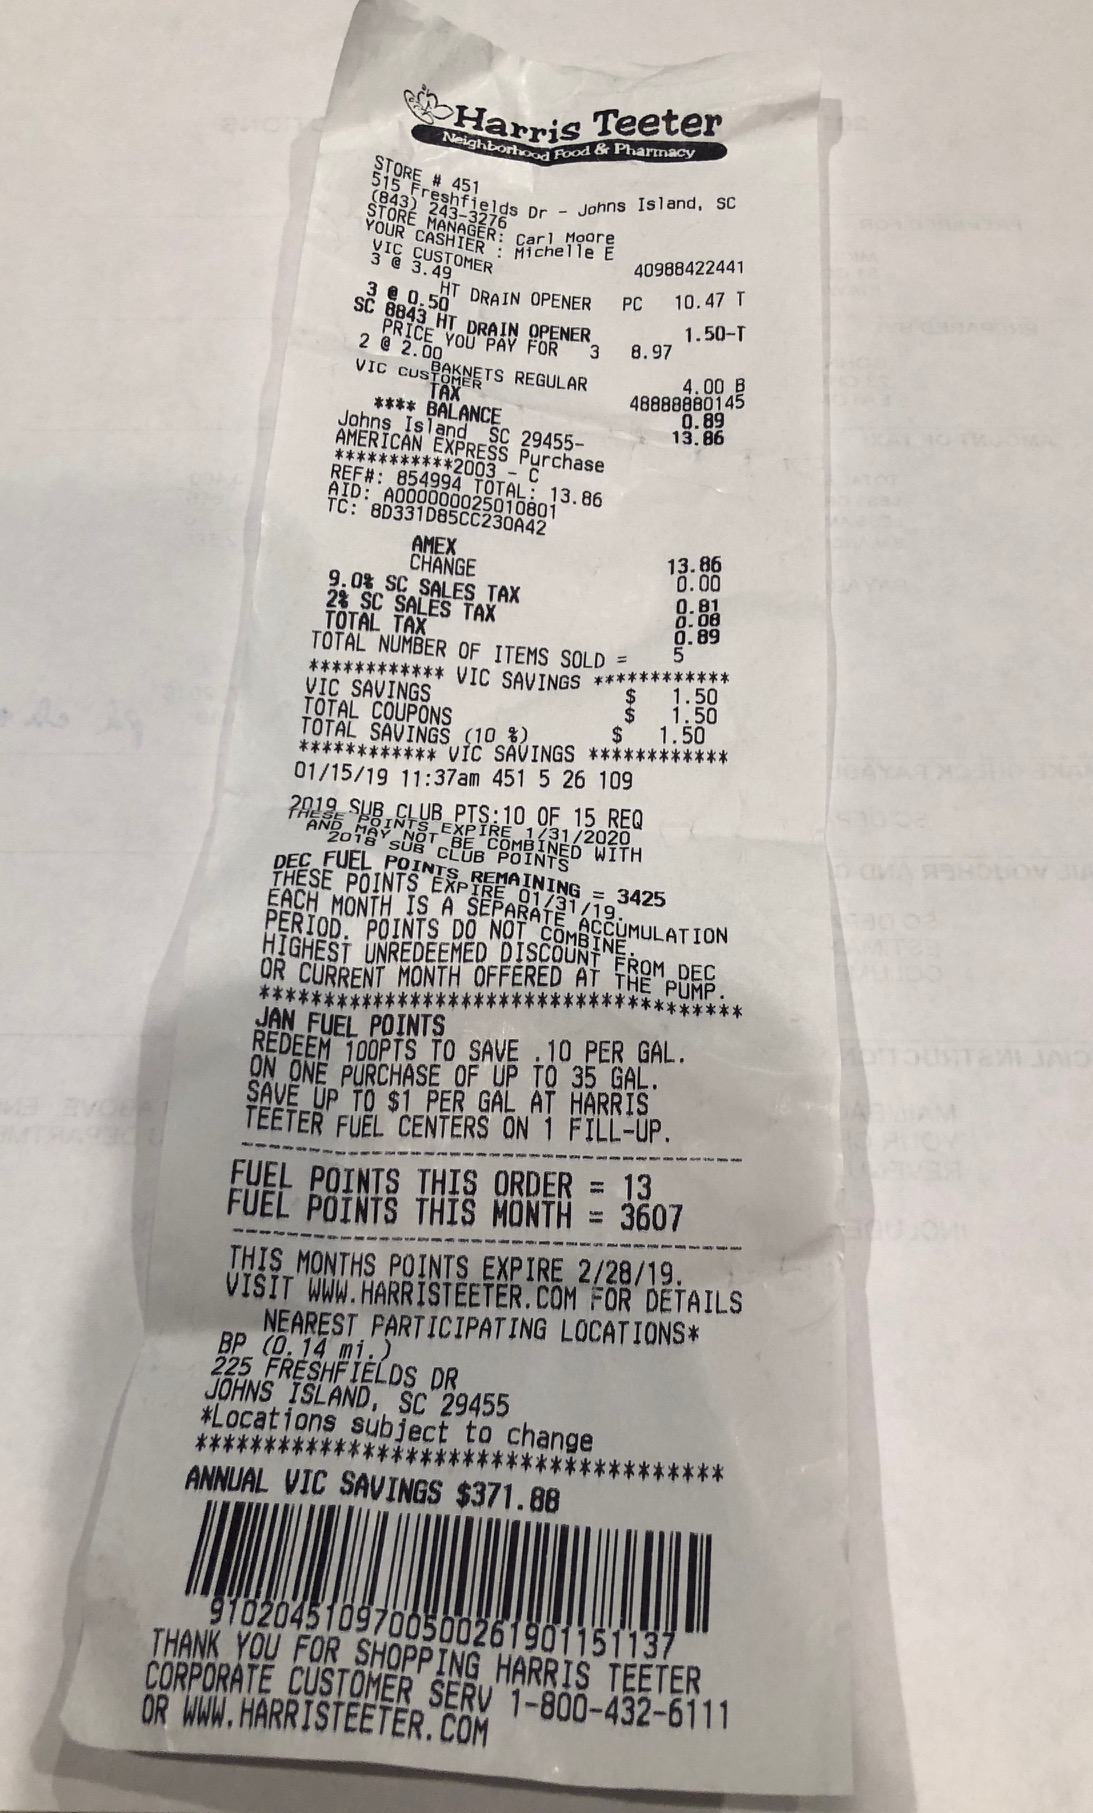 Harris Teeter
Neighborhood Food & Pharmacy
STORE # 451
515 Freshfields Dr - Johns Island, SC
(843) 243-3276
STORE MANAGER: Carl Moore
YOUR CASHIER : Michelle E
VIC CUSTOMER 40988422441
3 @ 3.49
HT DRAIN OPENER PC 10.47 T
3 @ 0.50
SC 8843 HT DRAIN OPENER 1.50-T
PRICE YOU PAY FOR 3 8.97
2 @ 2.00
BAKNETS REGULAR 4.00 B
VIC CUSTOMER 48888880145
TAX 0.89
**** BALANCE 13.86
Johns Island SC 29455-
AMERICAN EXPRESS Purchase
***********2003 - C
REF#: 854994 TOTAL: 13.86
AID: A000000025010801
TC: 8D331D85CC230A42
AMEX 13.86
CHANGE 0.00
9.0% SC SALES TAX 0.81
2% SC SALES TAX 0.08
TOTAL TAX 0.89
TOTAL NUMBER OF ITEMS SOLD = 5
************ VIC SAVINGS ************
VIC SAVINGS $ 1.50
TOTAL COUPONS $ 1.50
TOTAL SAVINGS (10 %) $ 1.50
************ VIC SAVINGS ************
01/15/19 11:37am 451 5 26 109
2019 SUB CLUB PTS:10 OF 15 REQ
THESE POINTS EXPIRE 1/31/2020
AND MAY NOT BE COMBINED WITH
2018 SUB CLUB POINTS
DEC FUEL POINTS REMAINING = 3425
THESE POINTS EXPIRE 01/31/19.
EACH MONTH IS A SEPARATE ACCUMULATION
PERIOD. POINTS DO NOT COMBINE.
HIGHEST UNREDEEMED DISCOUNT FROM DEC
OR CURRENT MONTH OFFERED AT THE PUMP.
**************************************
JAN FUEL POINTS
REDEEM 100PTS TO SAVE .10 PER GAL.
ON ONE PURCHASE OF UP TO 35 GAL.
SAVE UP TO $1 PER GAL AT HARRIS
TEETER FUEL CENTERS ON 1 FILL-UP.
--------------------------------------
FUEL POINTS THIS ORDER = 13
FUEL POINTS THIS MONTH = 3607
--------------------------------------
THIS MONTHS POINTS EXPIRE 2/28/19.
VISIT WWW.HARRISTEETER.COM FOR DETAILS
NEAREST PARTICIPATING LOCATIONS*
BP (0.14 mi.)
225 FRESHFIELDS DR
JOHNS ISLAND, SC 29455
*Locations subject to change
**************************************
ANNUAL VIC SAVINGS $371.88
9102045109700500261901151137
THANK YOU FOR SHOPPING HARRIS TEETER
CORPORATE CUSTOMER SERV 1-800-432-6111
OR WWW.HARRISTEETER.COM